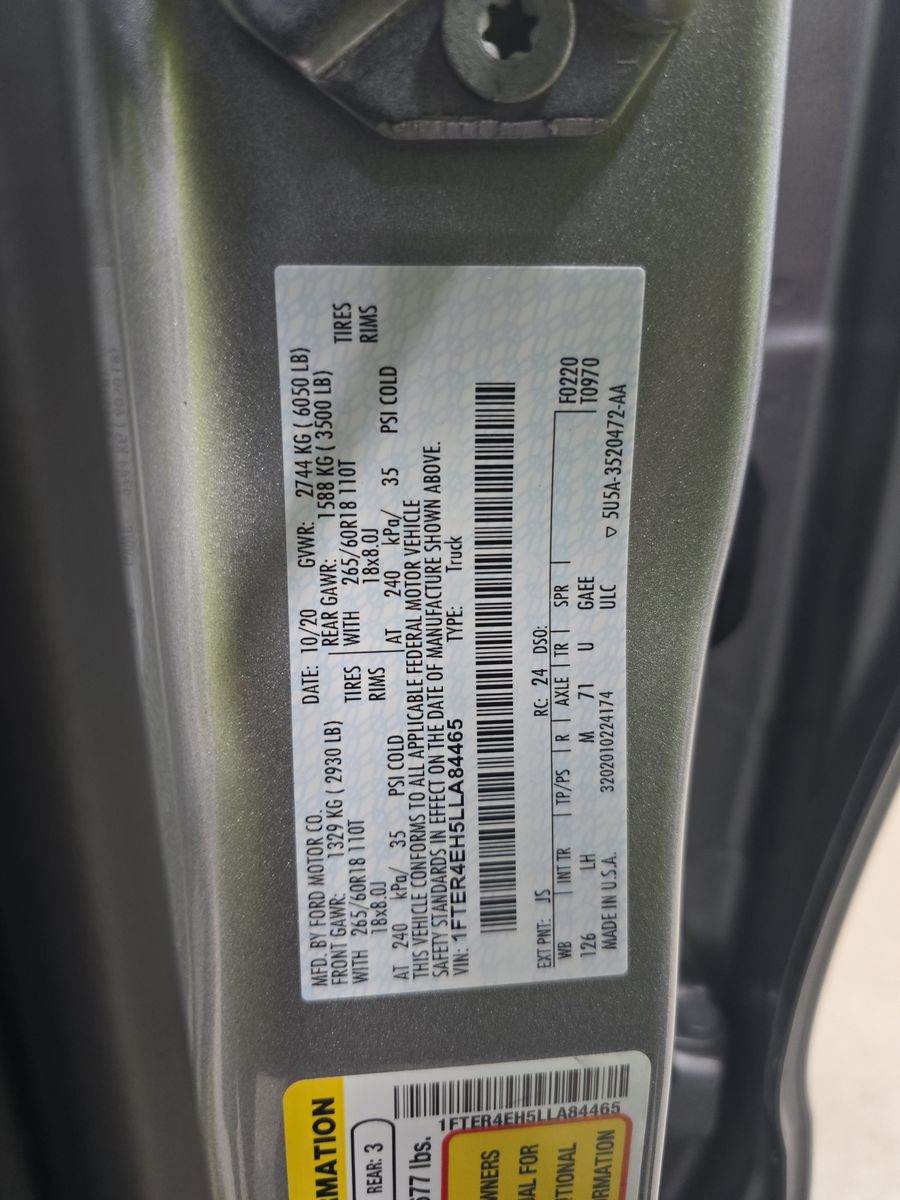 MFD. BY FORD MOTOR CO.
DATE: 10/20 GVWR: 2744 KG ( 6050 LB)
FRONT GAWR: 1329 KG ( 2930 LB)
REAR GAWR: 1588 KG ( 3500 LB)
WITH 265/60R18 110T TIRES
WITH 265/60R18 110T TIRES
18x8.0J RIMS
18x8.0J RIMS
AT 240 kPa/ 35 PSI COLD
AT 240 kPa/ 35 PSI COLD
THIS VEHICLE CONFORMS TO ALL APPLICABLE FEDERAL MOTOR VEHICLE
SAFETY STANDARDS IN EFFECT ON THE DATE OF MANUFACTURE SHOWN ABOVE.
VIN: 1FTER4EH5LLA84465 TYPE: Truck
EXT PNT: JS RC: 24 DSO:
F0220
WB INT TR TP/PS R AXLE TR SPR T0970
126 LH M 71 U GAEE
MADE IN U.S.A. 3202010224174 ULC ▽ 5U5A-3520472-AA
MATION
REAR: 3
677 lbs.
1FTER4EH5LLA84465
WNERS
AL FOR
TIONAL
RMATION